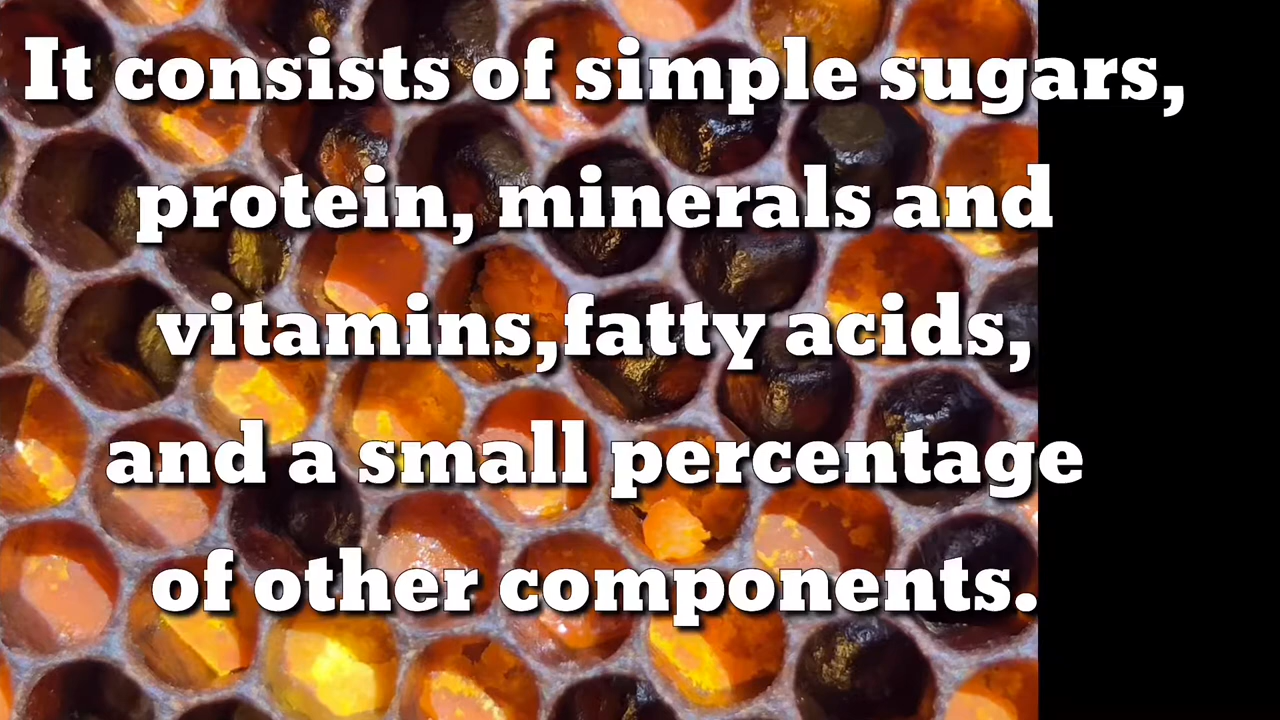 It consists of simple sugars,
protein, minerals and
vitamins,fatty acids,
and a small percentage
of other components.